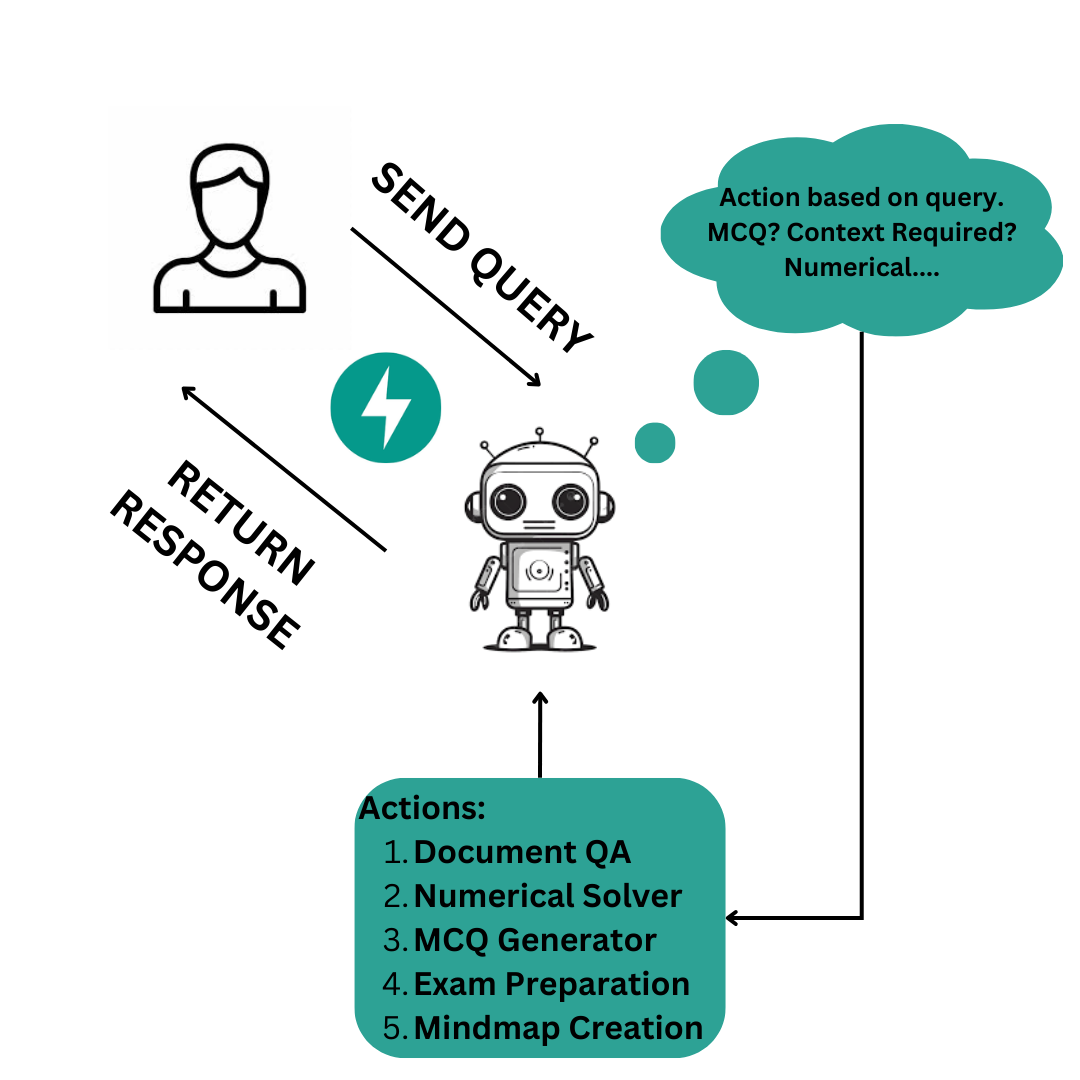 SEND QUERY
Action based on query.
MCQ? Context Required?
Numerical....
RETURN
RESPONSE
Actions:
1. Document QA
2. Numerical Solver
3. MCQ Generator
4. Exam Preparation
5. Mindmap Creation